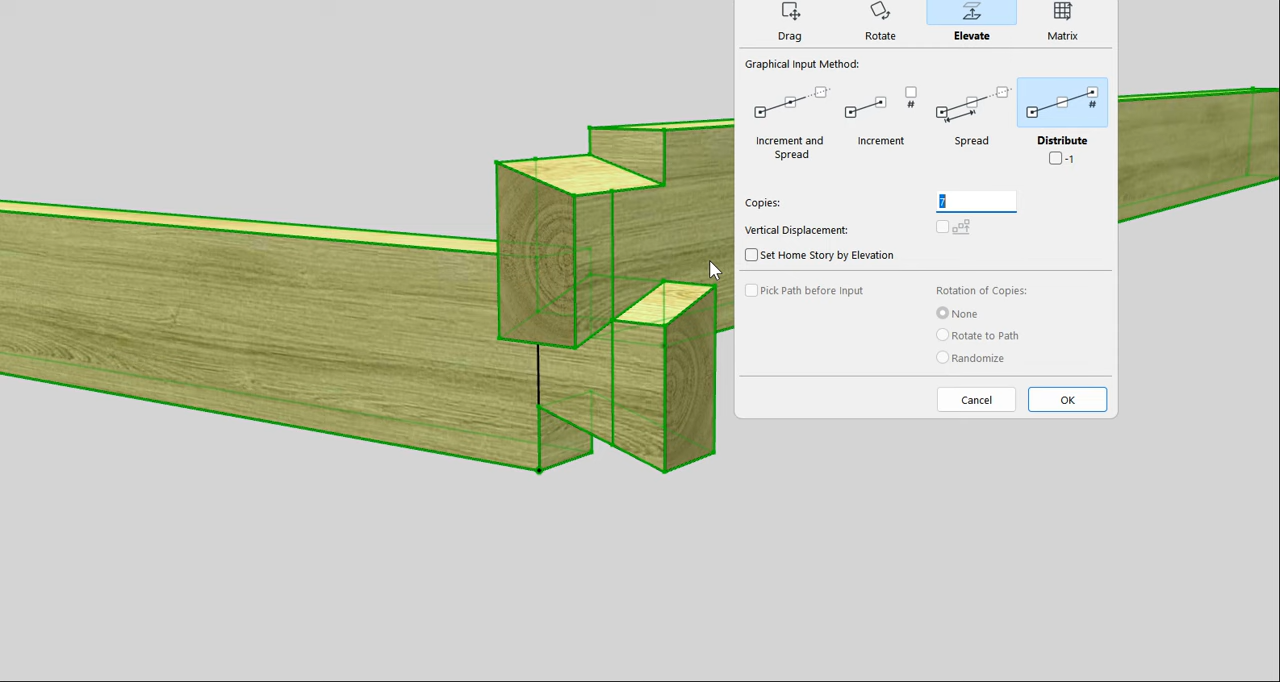 Drag
Rotate
Elevate
Matrix
Graphical Input Method:
#
#
Increment and
Spread
Increment
Spread
Distribute
-1
Copies:
7
Vertical Displacement:
Set Home Story by Elevation
Pick Path before Input
Rotation of Copies:
None
Rotate to Path
Randomize
Cancel
OK